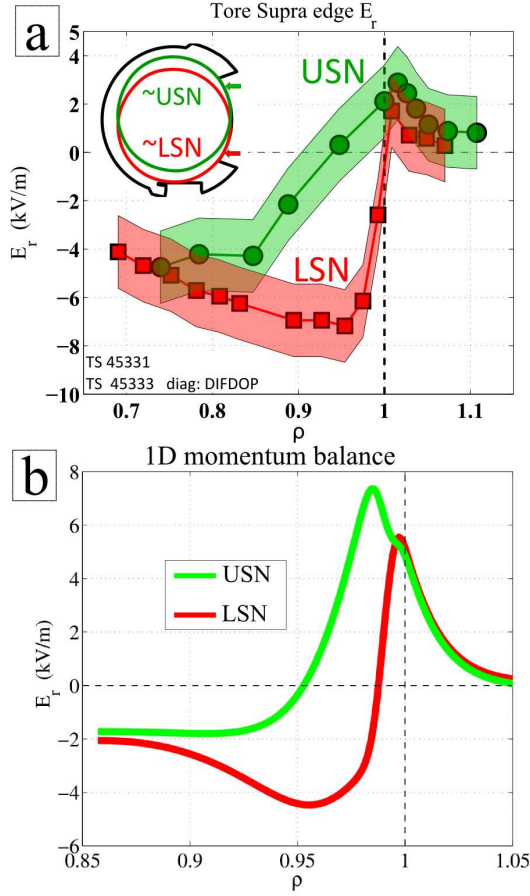 a
Tore Supra edge E_r
~USN
~LSN
USN
LSN
E_r (kV/m)
5
4
2
0
−2
−4
−6
−8
−10
TS 45331
TS 45333 diag: DIFDOP
0.7 0.8 0.9 1 1.1
ρ
b
1D momentum balance
USN
LSN
E_r (kV/m)
8
6
4
2
0
−2
−4
−6
0.85 0.9 0.95 1 1.05
ρ